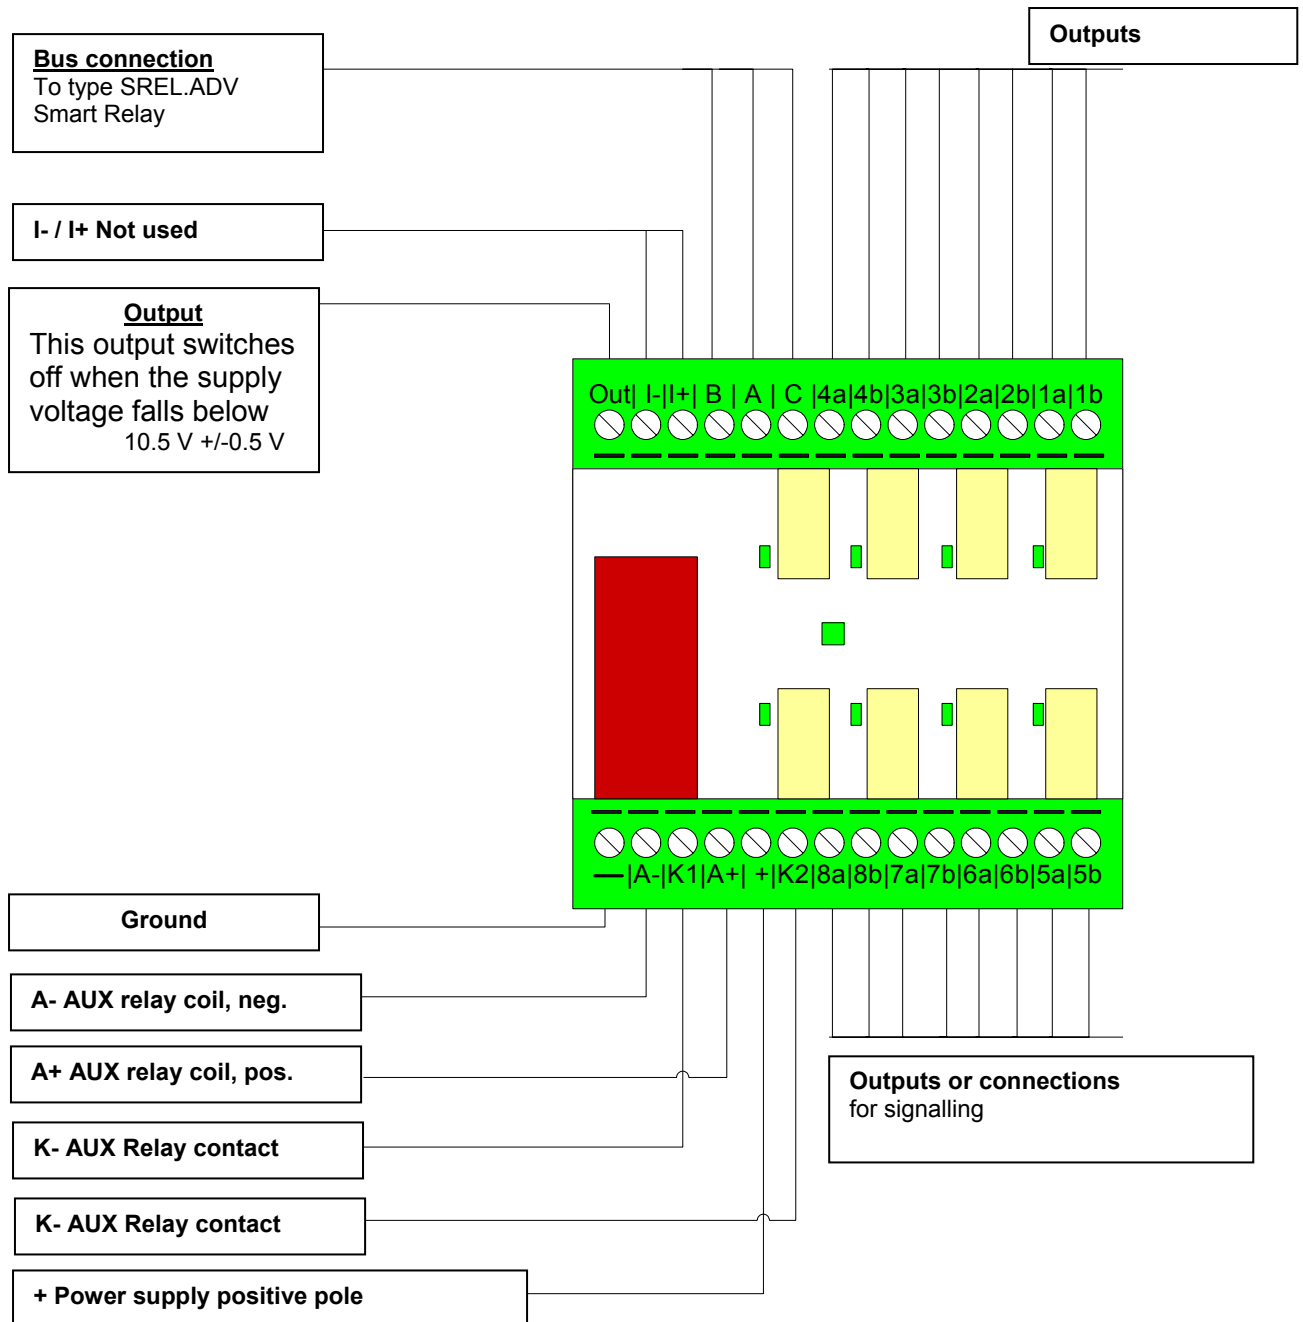 Outputs
Bus connection
To type SREL.ADV
Smart Relay
I- / I+ Not used
Output
This output switches
off when the supply
voltage falls below
10.5 V +/-0.5 V
Out| I-|I+| B | A | C |4a|4b|3a|3b|2a|2b|1a|1b
—|A-|K1|A+| +|K2|8a|8b|7a|7b|6a|6b|5a|5b
Ground
A- AUX relay coil, neg.
A+ AUX relay coil, pos.
Outputs or connections
for signalling
K- AUX Relay contact
K- AUX Relay contact
+ Power supply positive pole